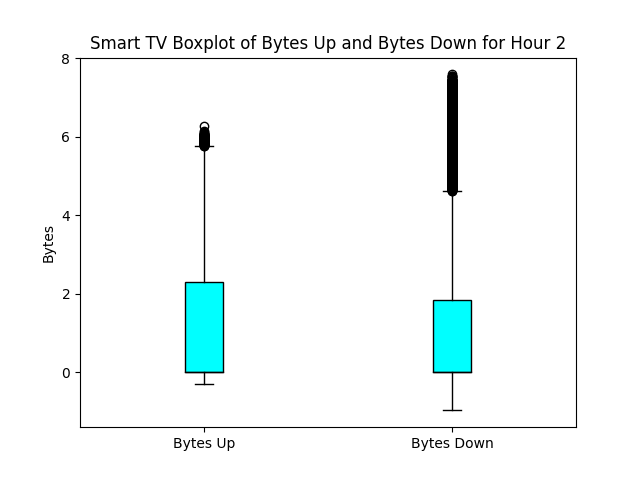 Smart TV Boxplot of Bytes Up and Bytes Down for Hour 2
8
6
4
2
0
Bytes
Bytes Up
Bytes Down